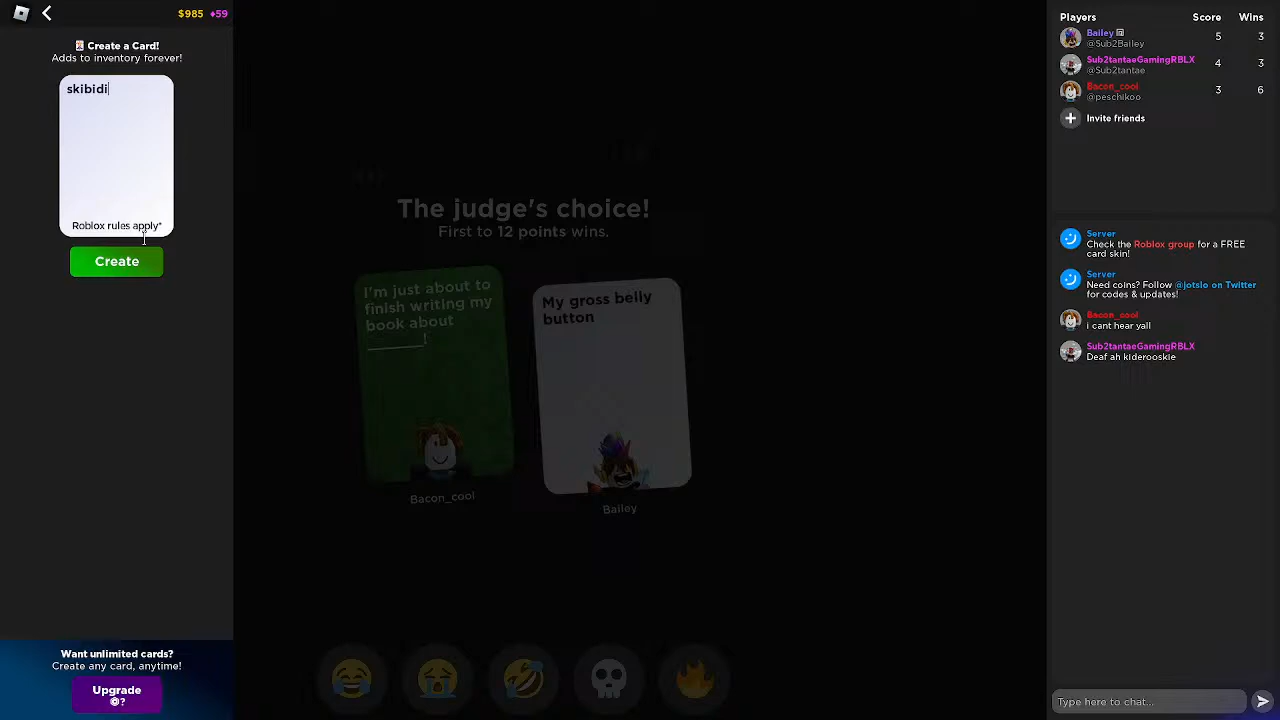 $985 ♦59
🃏 Create a Card!
Adds to inventory forever!
skibidi
Roblox rules apply*
Create
Want unlimited cards?
Create any card, anytime!
Upgrade
?
The judge's choice!
First to 12 points wins.
I'm just about to
finish writing my
book about
______!
Bacon_cool
My gross belly
button
Bailey
Players Score Wins
Bailey 5 3
@Sub2Bailey
Sub2tantaeGamingRBLX 4 3
@Sub2tantae
Bacon_cool 3 6
@peschikoo
Invite friends
Server
Check the Roblox group for a FREE
card skin!
Server
Need coins? Follow @jotslo on Twitter
for codes & updates!
Bacon_cool
i cant hear yall
Sub2tantaeGamingRBLX
Deaf ah kIderooskie
Type here to chat...